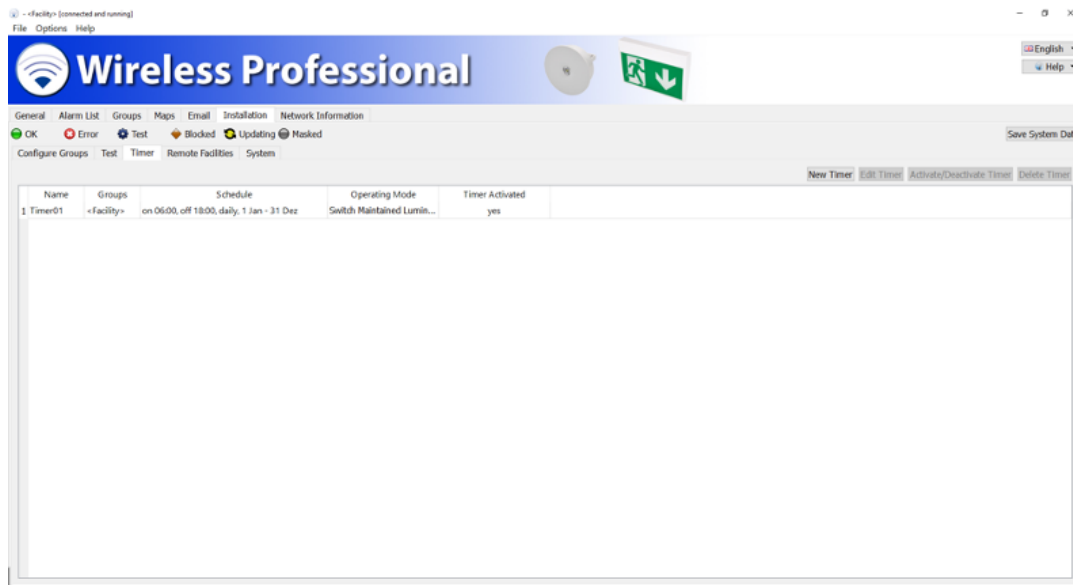 - <Facility> [connected and running]
File Options Help
Wireless Professional
English
Help
General Alarm List Groups Maps Email Installation Network Information
OK Error Test Blocked Updating Masked
Save System Dat
Configure Groups Test Timer Remote Facilities System
New Timer Edit Timer Activate/Deactivate Timer Delete Timer
Name Groups Schedule Operating Mode Timer Activated
1 Timer01 <Facility> on 06:00, off 18:00, daily, 1 Jan - 31 Dez Switch Maintained Lumin... yes